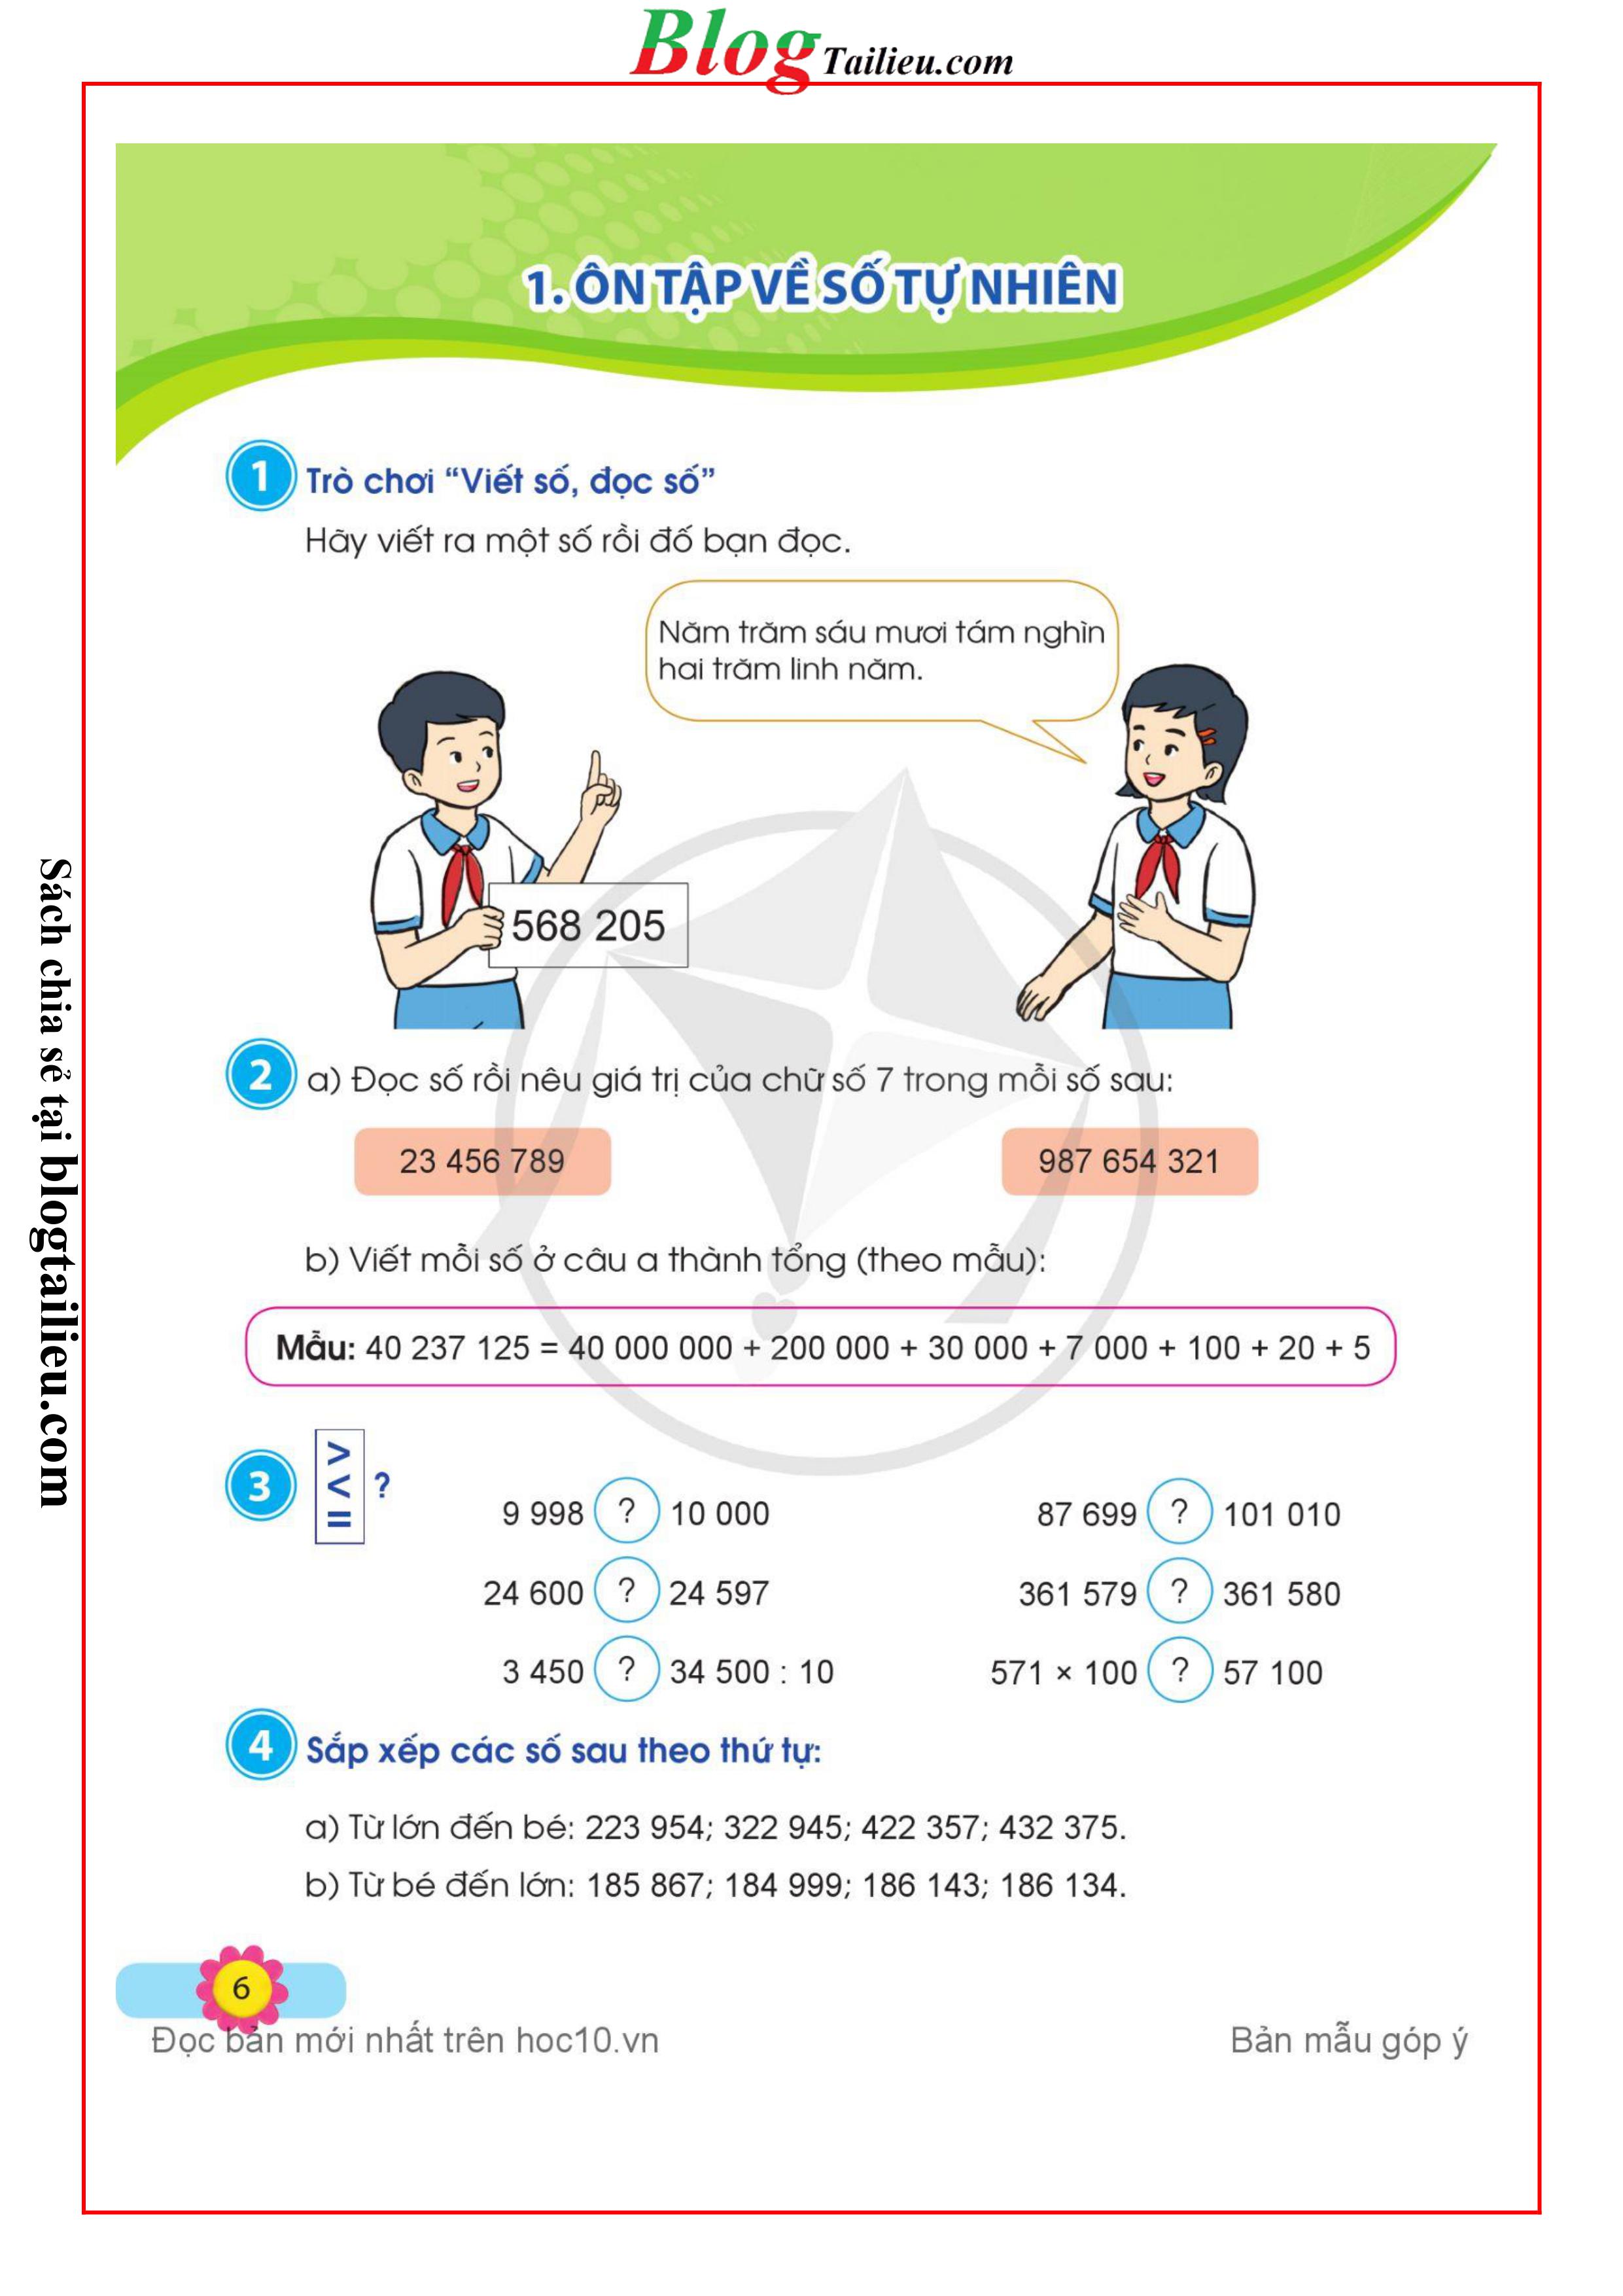 Blog Tailieu.com
1. ÔN TẬP VỀ SỐ TỰ NHIÊN
1 Trò chơi “Viết số, đọc số”
Hãy viết ra một số rồi đố bạn đọc.
Năm trăm sáu mươi tám nghìn
hai trăm linh năm.
568 205
2 a) Đọc số rồi nêu giá trị của chữ số 7 trong mỗi số sau:
23 456 789 987 654 321
b) Viết mỗi số ở câu a thành tổng (theo mẫu):
Mẫu: 40 237 125 = 40 000 000 + 200 000 + 30 000 + 7 000 + 100 + 20 + 5
3 > < = ?
9 998 ? 10 000 87 699 ? 101 010
24 600 ? 24 597 361 579 ? 361 580
3 450 ? 34 500 : 10 571 × 100 ? 57 100
4 Sắp xếp các số sau theo thứ tự:
a) Từ lớn đến bé: 223 954; 322 945; 422 357; 432 375.
b) Từ bé đến lớn: 185 867; 184 999; 186 143; 186 134.
6
Đọc bản mới nhất trên hoc10.vn Bản mẫu góp ý
Sách chia sẻ tại blogtailieu.com